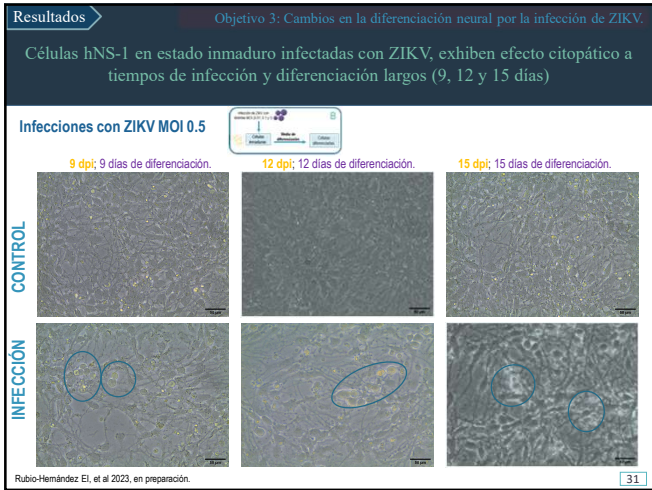 Resultados
Objetivo 3: Cambios en la diferenciación neural por la infección de ZIKV.
Células hNS-1 en estado inmaduro infectadas con ZIKV, exhiben efecto citopático a
tiempos de infección y diferenciación largos (9, 12 y 15 días)
Infecciones con ZIKV MOI 0.5
Infección de ZIKV con
Células
inmaduras
Medio de
diferenciación
Células
diferenciadas
9 dpi; 9 días de diferenciación.
12 dpi; 12 días de diferenciación.
15 dpi; 15 días de diferenciación.
CONTROL
INFECCIÓN
Rubio-Hernández EI, et al 2023, en preparación.
31